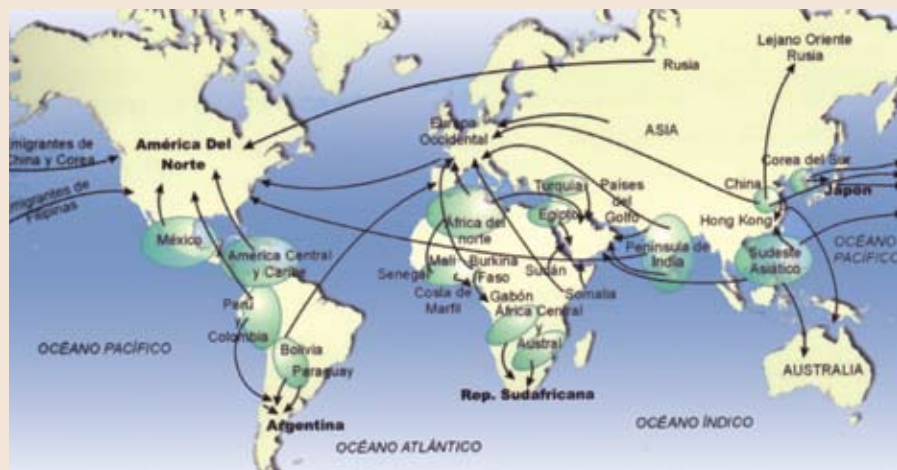 Lejano Oriente
Rusia
Rusia
Europa
Occidental
ASIA
América Del
Norte
migrantes de
China y Corea
migrantes de
Filipinas
Corea del Sur
China
Japón
Turquía
Países
del
Golfo
Egipto
Hong Kong
OCÉANO
PACÍFICO
México
África del
norte
América Central
y Caribe
Península de
India
Sudeste
Asiático
Malí
Burkina
Faso
Sudán
Senegal
Costa de
Marfil
Gabón
Somalia
Perú
y
Colombia
África Central
y
Austral
OCÉANO PACÍFICO
Bolivia
Paraguay
AUSTRALIA
Rep. Sudafricana
Argentina
OCÉANO ÍNDICO
OCÉANO ATLÁNTICO